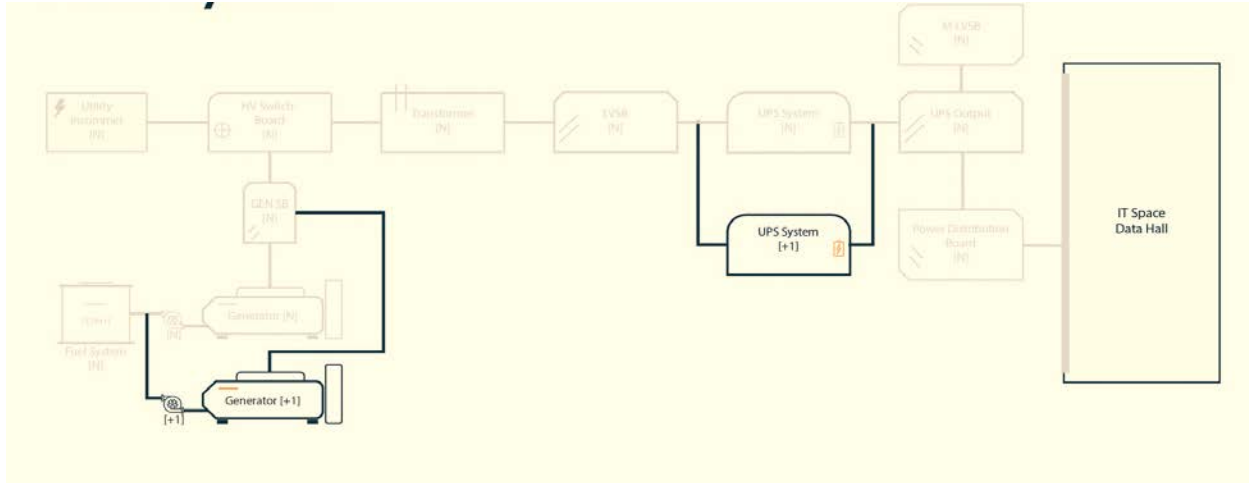 M-LVSB
[N]
Utility
Incommer
[N]
HV Switch
Board
[N]
Transformer
[N]
LVSB
[N]
UPS System
[N]
UPS Output
[N]
GEN SB
[N]
UPS System
[+1]
Power Distribution
Board
[N]
IT Space
Data Hall
Generator [N]
[N]
Fuel System
[N]
Generator [+1]
[+1]